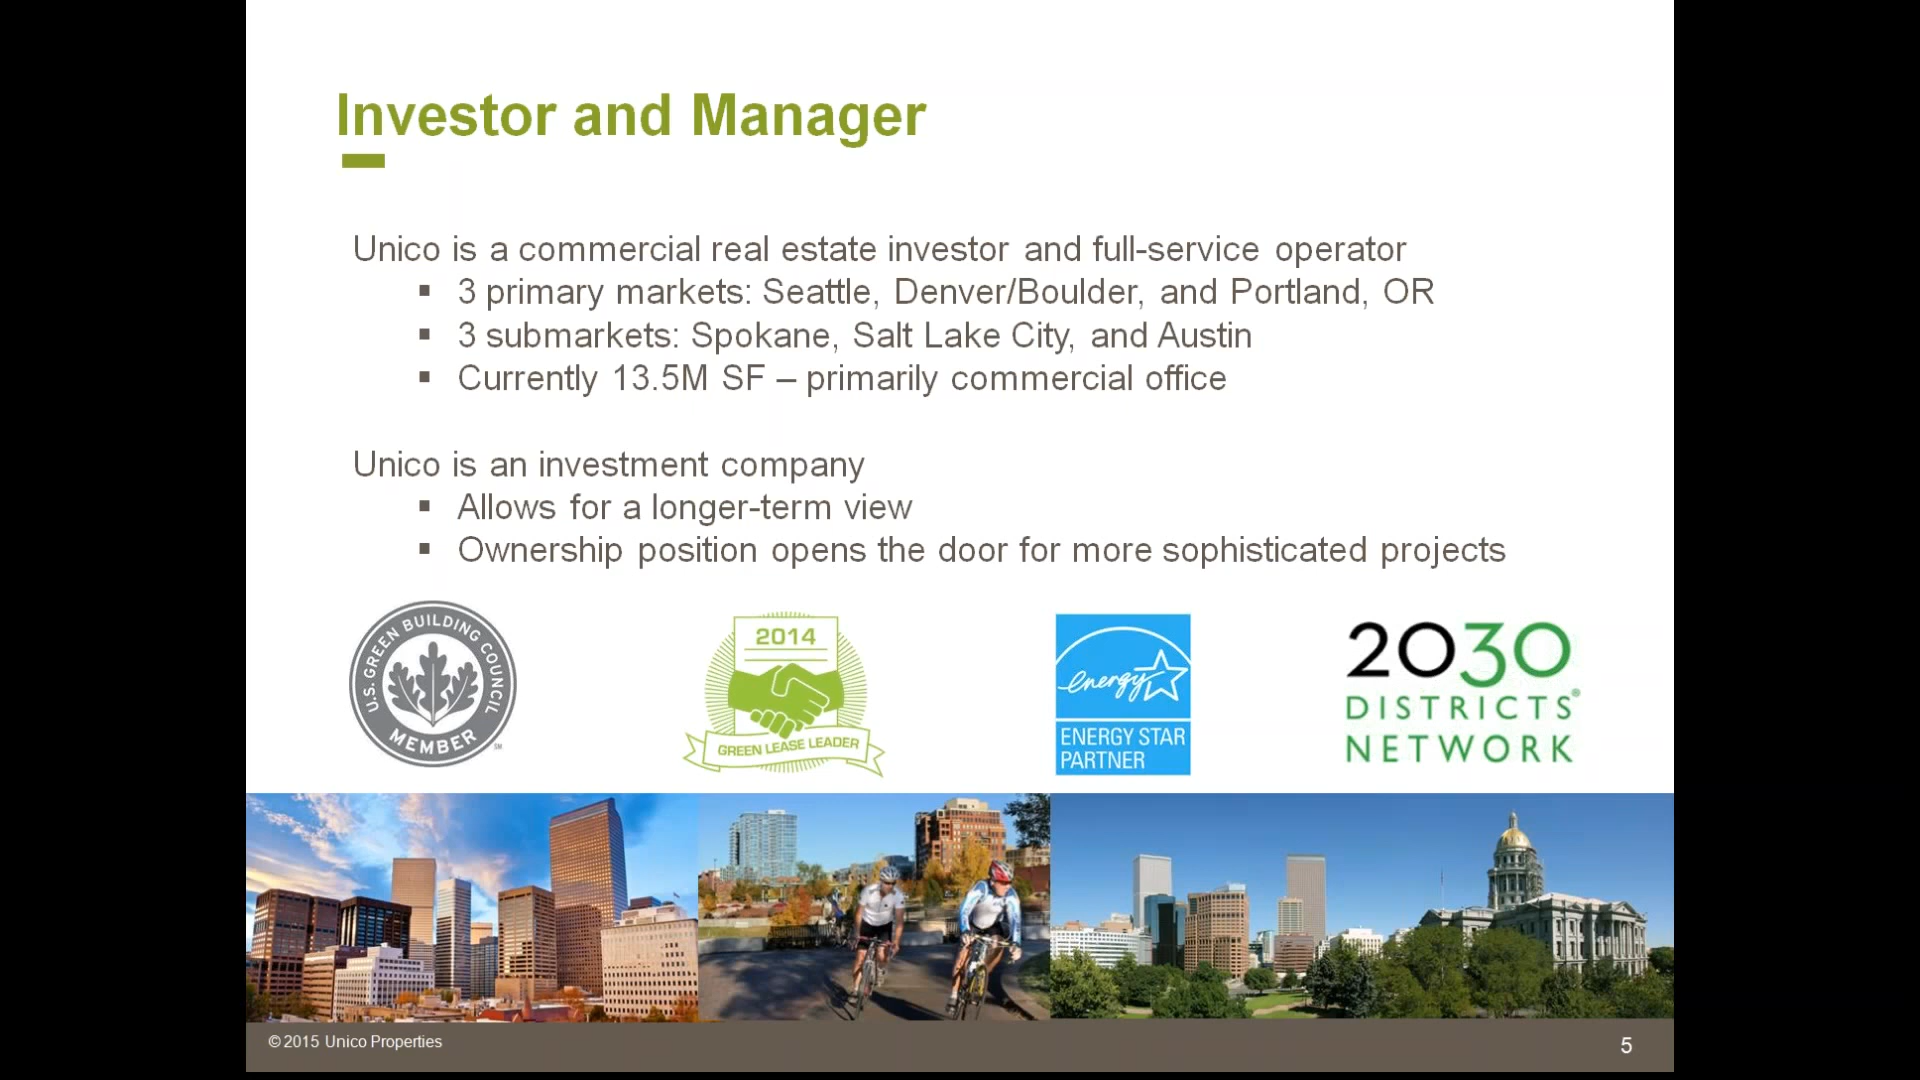 Investor and Manager
Unico is a commercial real estate investor and full-service operator
▪ 3 primary markets: Seattle, Denver/Boulder, and Portland, OR
▪ 3 submarkets: Spokane, Salt Lake City, and Austin
▪ Currently 13.5M SF – primarily commercial office
Unico is an investment company
▪ Allows for a longer-term view
▪ Ownership position opens the door for more sophisticated projects
U.S. GREEN BUILDING COUNCIL
MEMBER
SM
2014
GREEN LEASE LEADER
energy
ENERGY STAR
PARTNER
2030
DISTRICTS®
NETWORK
© 2015 Unico Properties
5